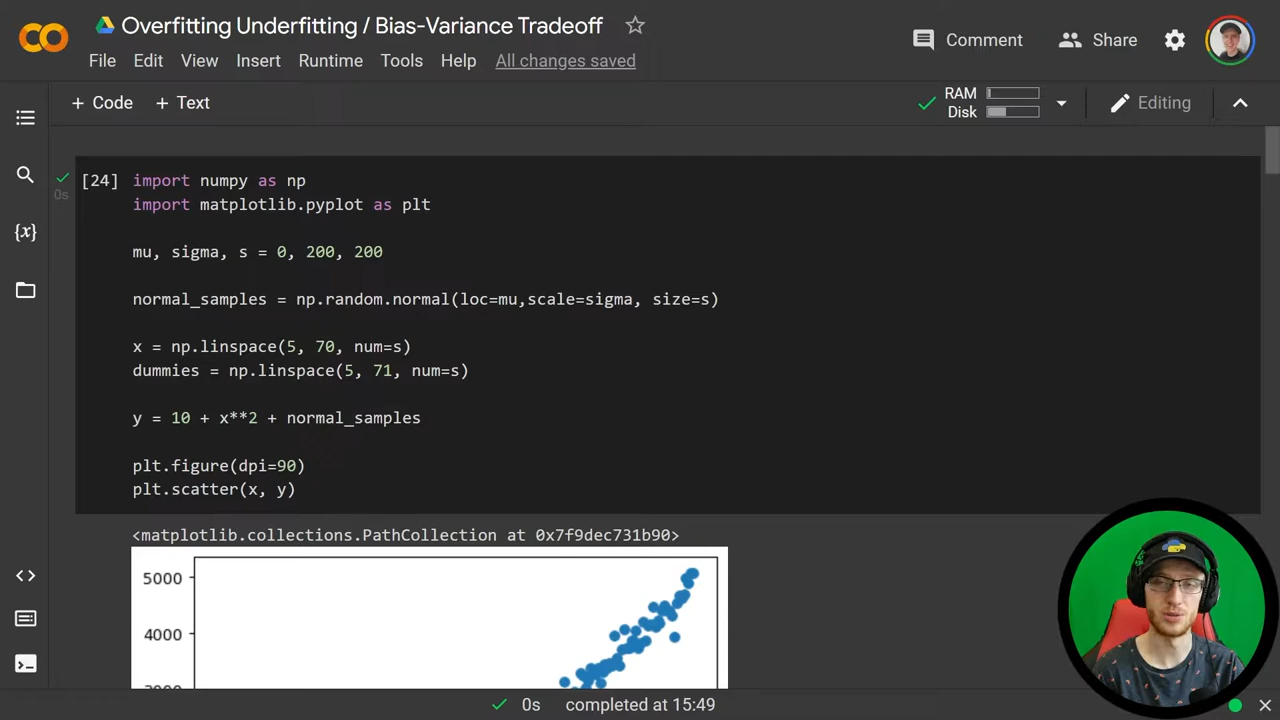 Overfitting Underfitting / Bias-Variance Tradeoff
File Edit View Insert Runtime Tools Help All changes saved
Comment Share
+ Code + Text
RAM
Disk
Editing
{x}
[24]
0s
import numpy as np
import matplotlib.pyplot as plt
mu, sigma, s = 0, 200, 200
normal_samples = np.random.normal(loc=mu,scale=sigma, size=s)
x = np.linspace(5, 70, num=s)
dummies = np.linspace(5, 71, num=s)
y = 10 + x**2 + normal_samples
plt.figure(dpi=90)
plt.scatter(x, y)
<matplotlib.collections.PathCollection at 0x7f9dec731b90>
5000
4000
3000
0s completed at 15:49